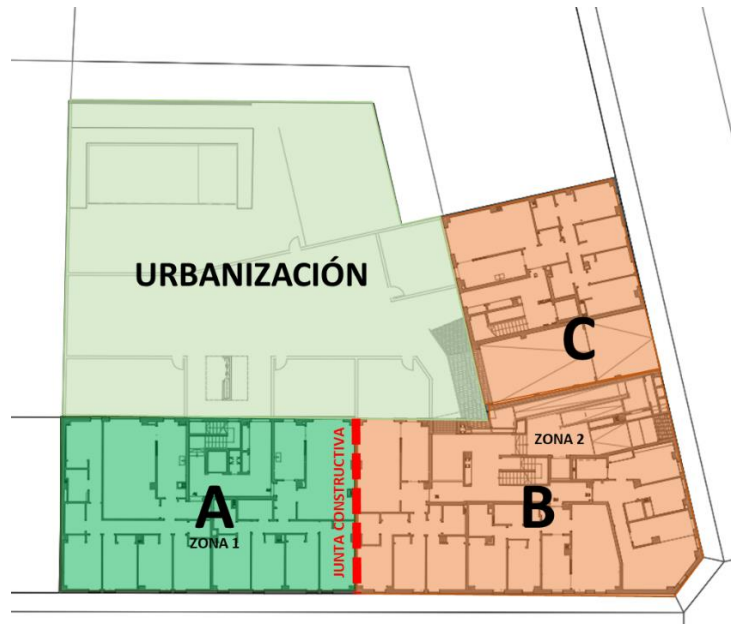 URBANIZACIÓN
C
ZONA 2
A
ZONA 1
JUNTA CONSTRUCTIVA
B